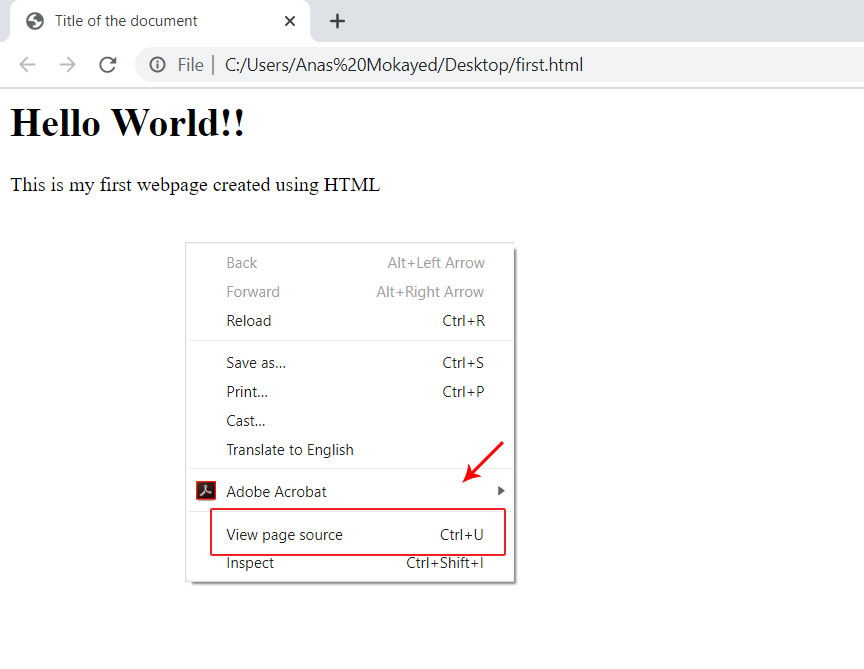 Title of the document
File | C:/Users/Anas%20Mokayed/Desktop/first.html
Hello World!!
This is my first webpage created using HTML
Back Alt+Left Arrow
Forward Alt+Right Arrow
Reload Ctrl+R
Save as... Ctrl+S
Print... Ctrl+P
Cast...
Translate to English
Adobe Acrobat
View page source Ctrl+U
Inspect Ctrl+Shift+I